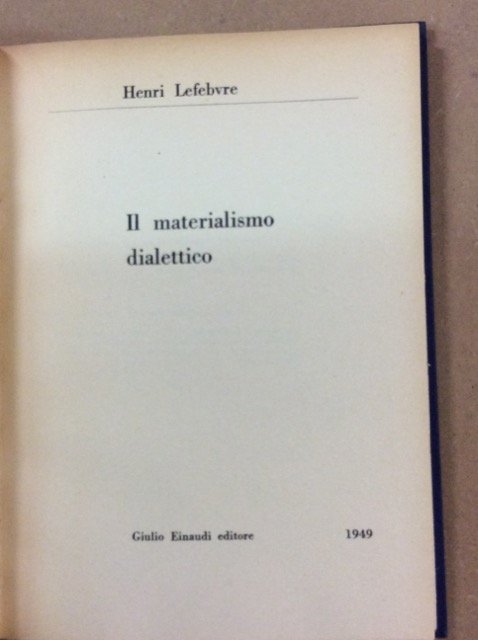 Henri Lefebvre
Il materialismo
dialettico
Giulio Einaudi editore 1949